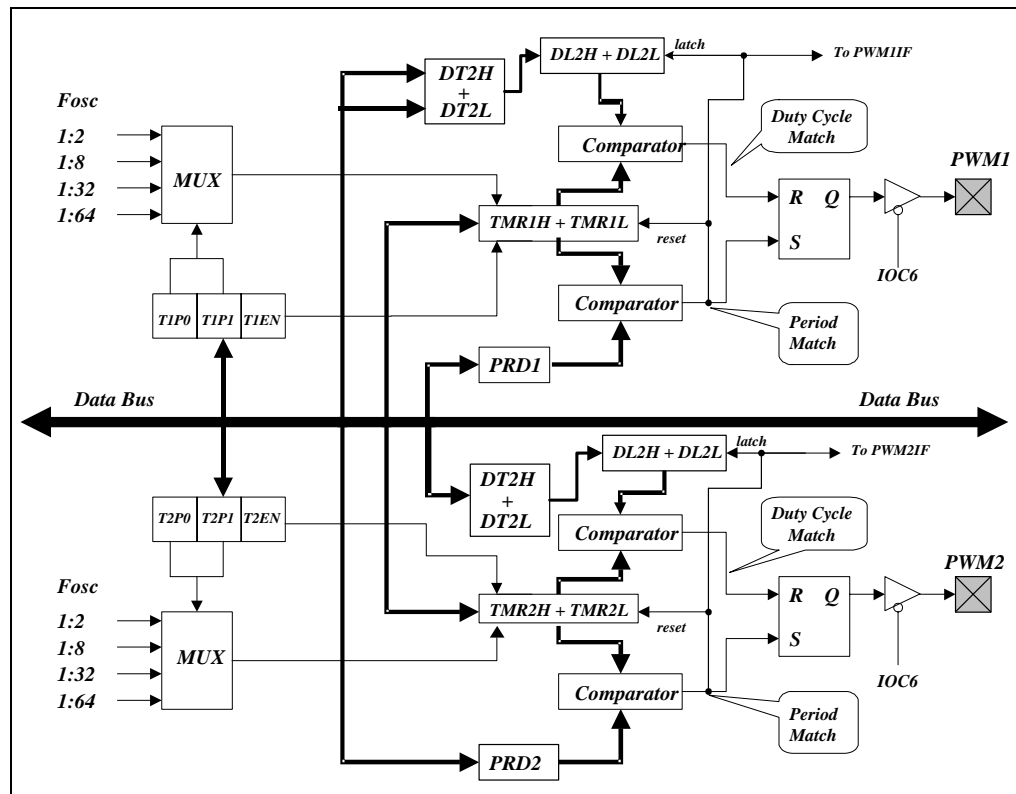 DL2H + DL2L
latch
To PWM1IF
DT2H
+
DT2L
Fosc
1:2
1:8
1:32
1:64
MUX
Comparator
Duty Cycle
Match
PWM1
R Q
S
TMR1H + TMR1L
reset
IOC6
T1P0 T1P1 T1EN
Comparator
Period
Match
PRD1
Data Bus
Data Bus
DL2H + DL2L
latch
To PWM2IF
DT2H
+
DT2L
T2P0 T2P1 T2EN
Comparator
Duty Cycle
Match
PWM2
Fosc
1:2
1:8
1:32
1:64
MUX
TMR2H + TMR2L
reset
R Q
S
IOC6
Comparator
Period
Match
PRD2